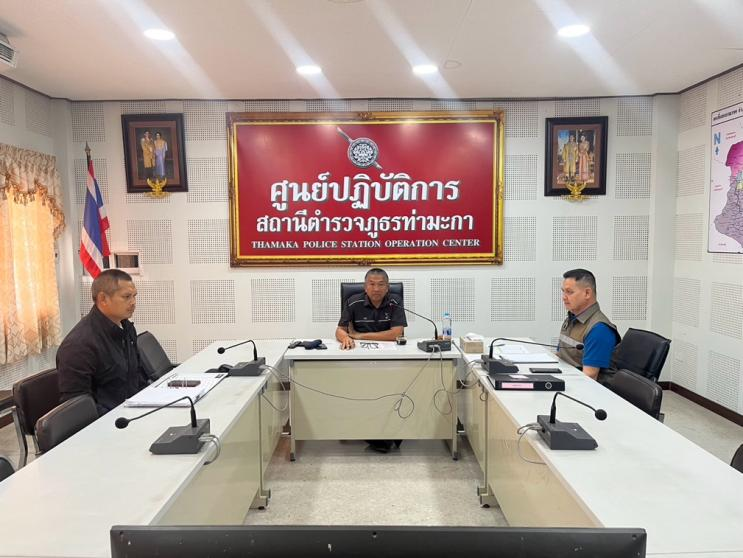 ศูนย์ปฏิบัติการ
สถานีตำรวจภูธรท่ามะกา
THAMAKA POLICE STATION OPERATION CENTER
N